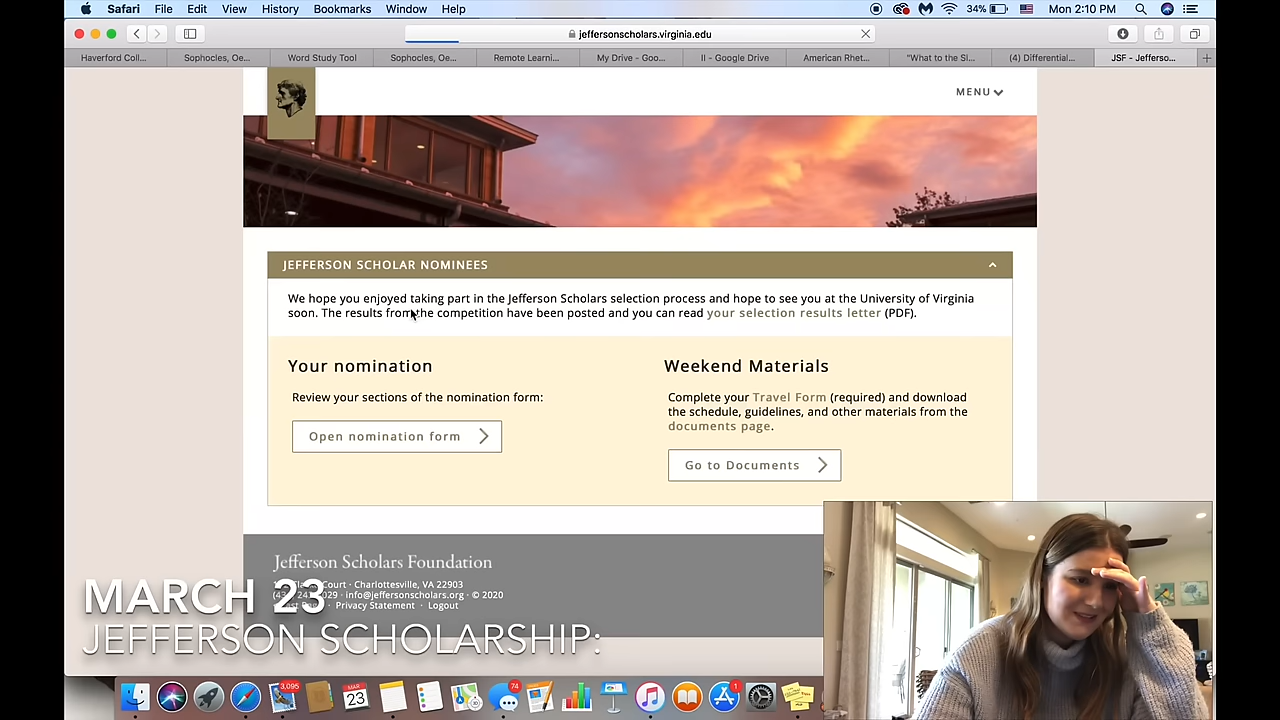 Safari File Edit View History Bookmarks Window Help 34% Mon 2:10 PM
jeffersonscholars.virginia.edu
Haverford Coll... Sophocles, Oe... Word Study Tool Sophocles, Oe... Remote Learni... My Drive - Goo... II - Google Drive American Rhet... "What to the Sl... (4) Differential... JSF - Jefferso...
MENU
JEFFERSON SCHOLAR NOMINEES
We hope you enjoyed taking part in the Jefferson Scholars selection process and hope to see you at the University of Virginia
soon. The results from the competition have been posted and you can read your selection results letter (PDF).
Your nomination
Review your sections of the nomination form:
Open nomination form
Weekend Materials
Complete your Travel Form (required) and download
the schedule, guidelines, and other materials from the
documents page.
Go to Documents
Jefferson Scholars Foundation
Court · Charlottesville, VA 22903
info@jeffersonscholars.org · © 2020
Privacy Statement · Logout
MARCH 23
JEFFERSON SCHOLARSHIP:
3,095
MAR
23
74
1